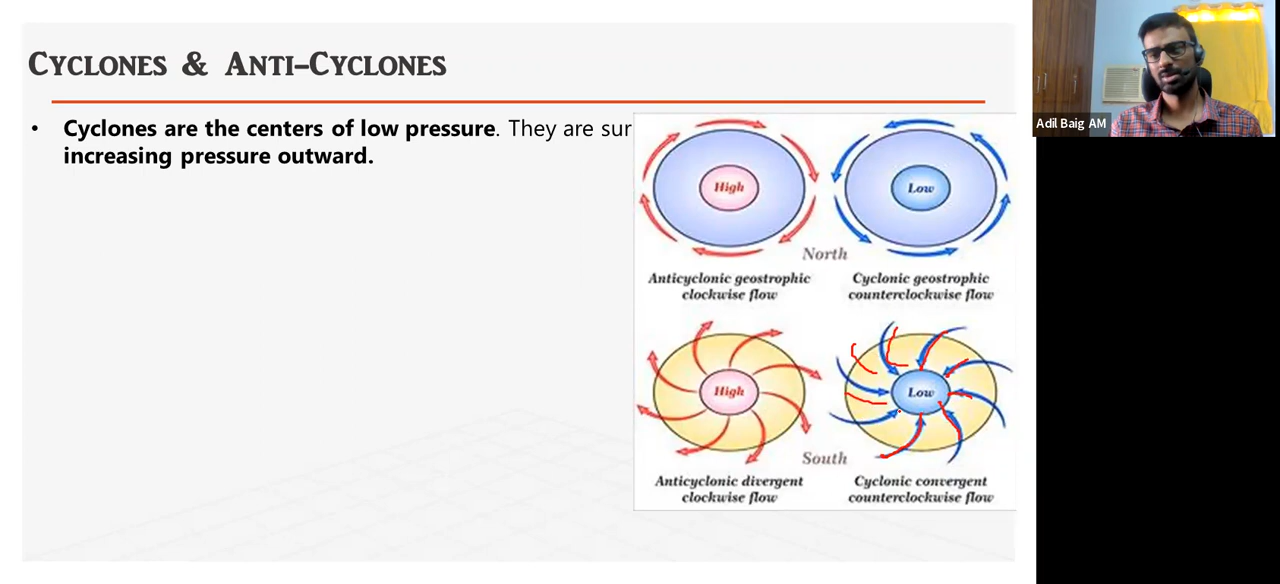 Cyclones & Anti-Cyclones
• Cyclones are the centers of low pressure. They are sur
increasing pressure outward.
High
Low
North
Anticyclonic geostrophic
clockwise flow
Cyclonic geostrophic
counterclockwise flow
High
Low
South
Anticyclonic divergent
clockwise flow
Cyclonic convergent
counterclockwise flow
Adil Baig AM